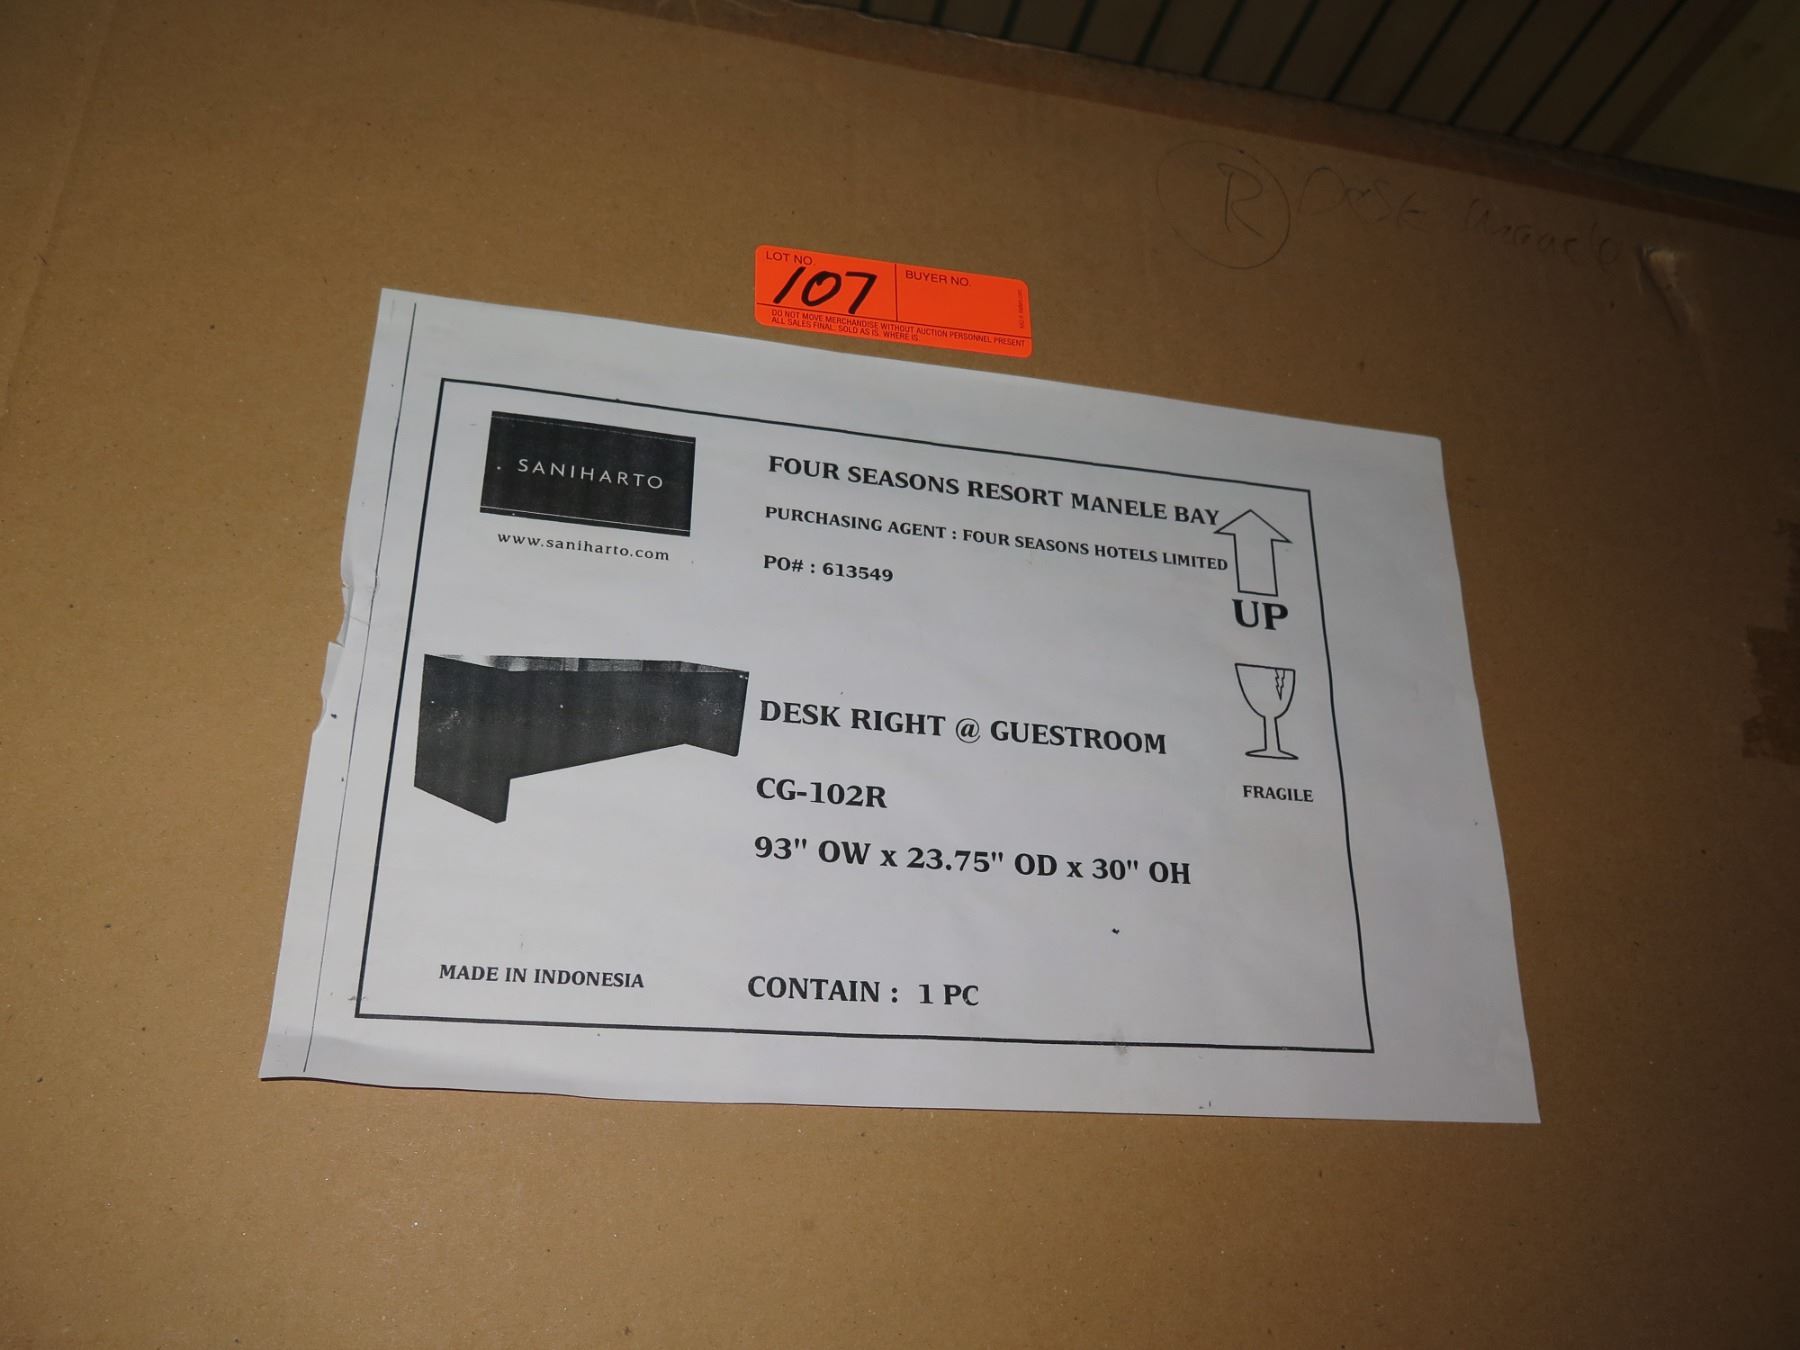 R DESK
LOT NO.
107
BUYER NO.
DO NOT MOVE MERCHANDISE WITHOUT AUCTION PERSONNEL PRESENT
ALL SALES FINAL. SOLD AS IS. WHERE IS.
SANIHARTO
www.saniharto.com
FOUR SEASONS RESORT MANELE BAY
PURCHASING AGENT : FOUR SEASONS HOTELS LIMITED
PO# : 613549
UP
DESK RIGHT @ GUESTROOM
CG-102R
93" OW x 23.75" OD x 30" OH
FRAGILE
MADE IN INDONESIA
CONTAIN : 1 PC